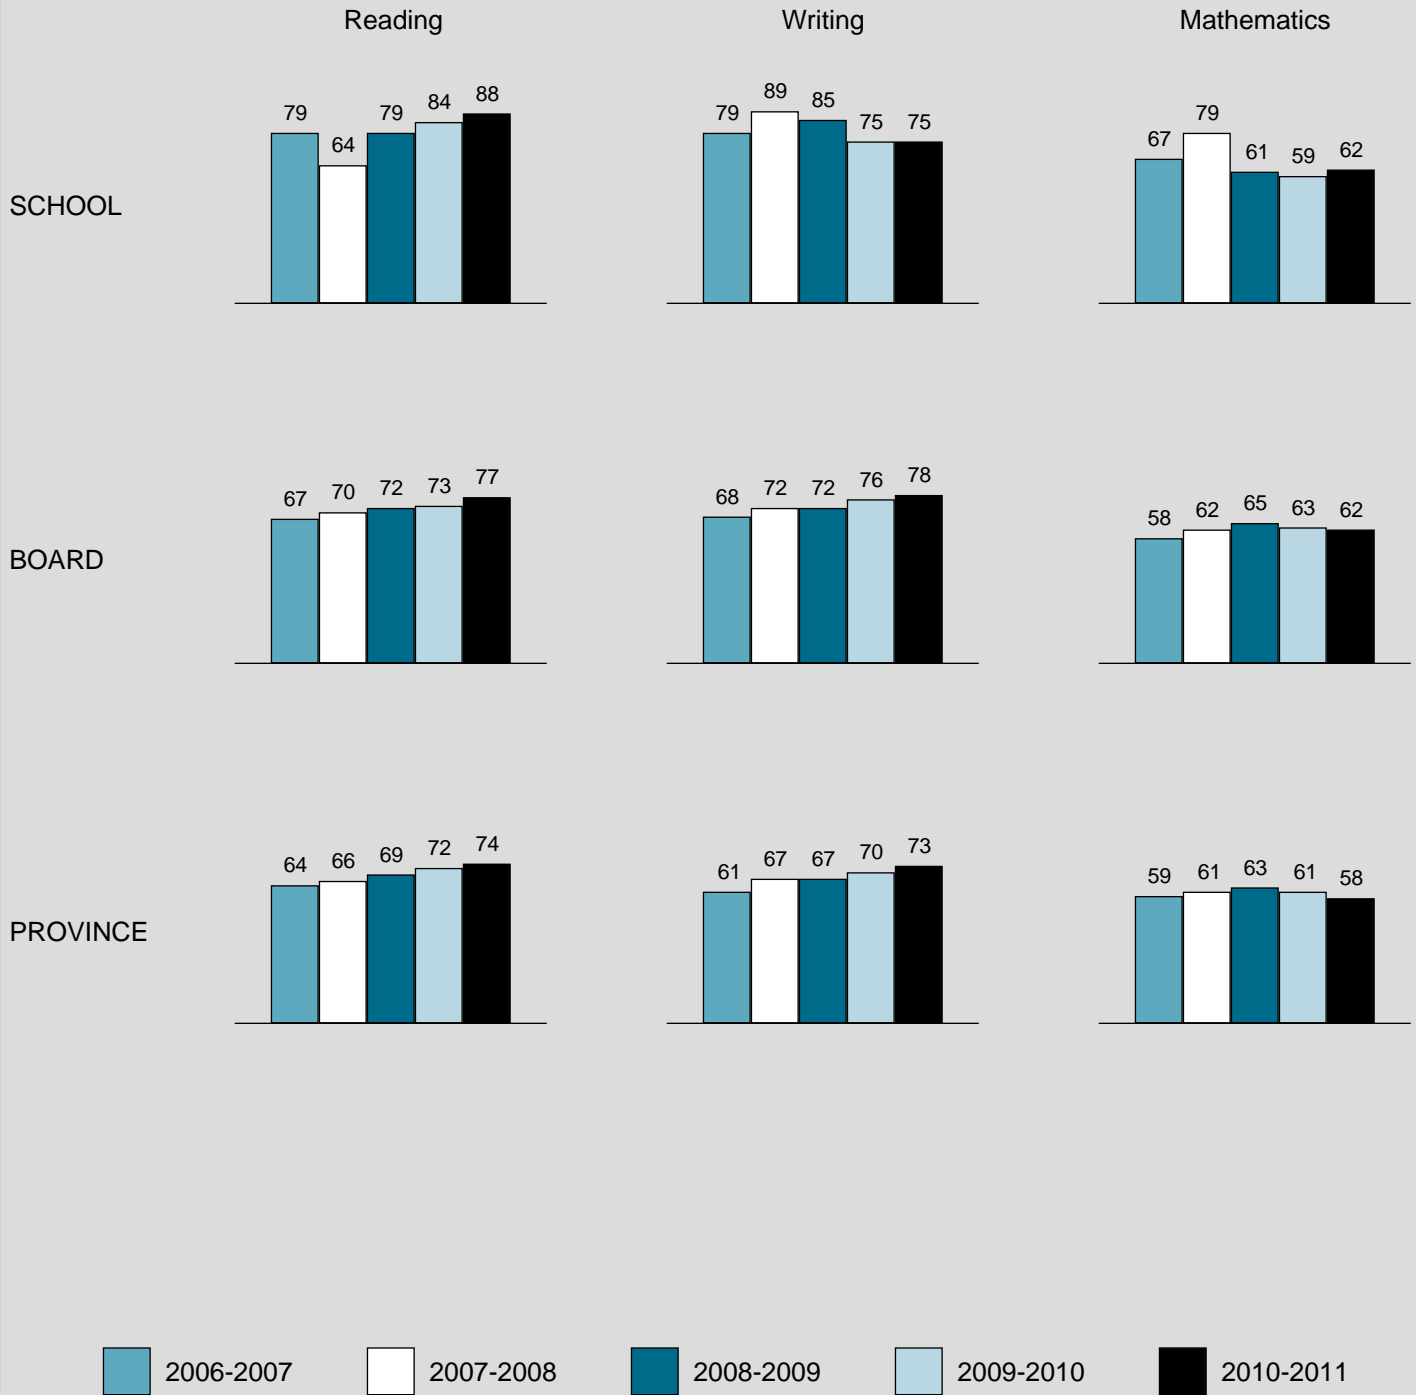 Reading Writing Mathematics
SCHOOL
79 64 79 84 88
79 89 85 75 75
67 79 61 59 62
BOARD
67 70 72 73 77
68 72 72 76 78
58 62 65 63 62
PROVINCE
64 66 69 72 74
61 67 67 70 73
59 61 63 61 58
2006-2007 2007-2008 2008-2009 2009-2010 2010-2011